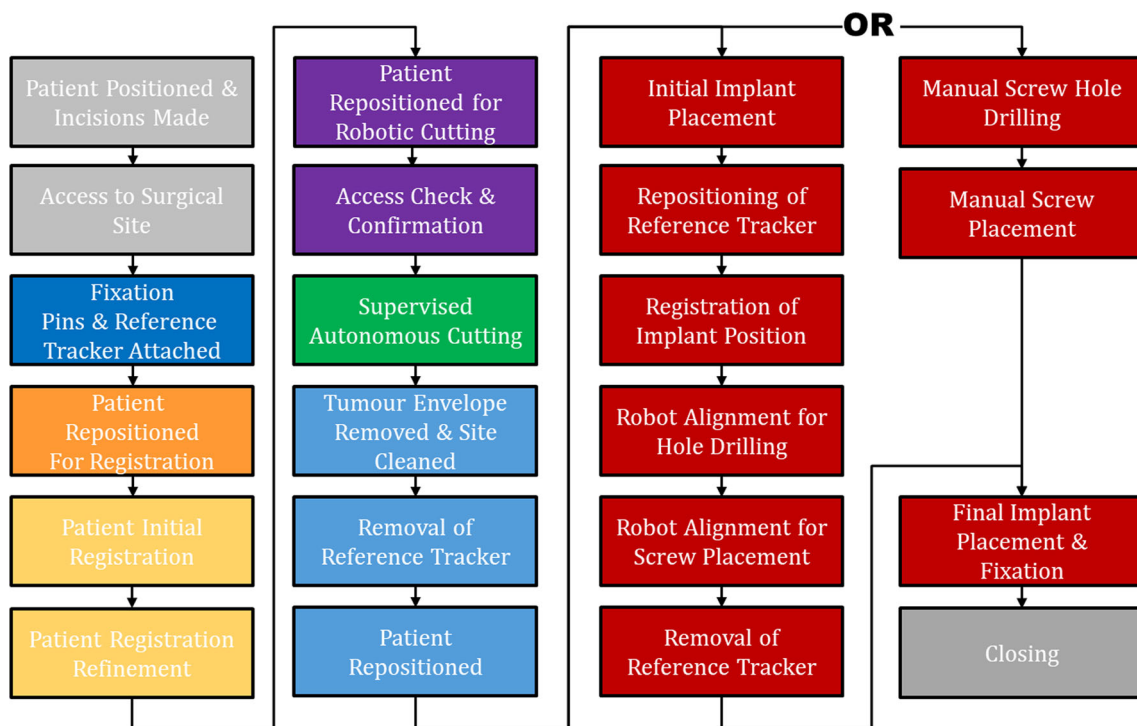 OR
Patient Positioned &
Incisions Made
Access to Surgical
Site
Fixation
Pins & Reference
Tracker Attached
Patient
Repositioned
For Registration
Patient Initial
Registration
Patient Registration
Refinement
Patient
Repositioned for
Robotic Cutting
Access Check &
Confirmation
Supervised
Autonomous Cutting
Tumour Envelope
Removed & Site
Cleaned
Removal of
Reference Tracker
Patient
Repositioned
Initial Implant
Placement
Repositioning of
Reference Tracker
Registration of
Implant Position
Robot Alignment for
Hole Drilling
Robot Alignment for
Screw Placement
Removal of
Reference Tracker
Manual Screw Hole
Drilling
Manual Screw
Placement
Final Implant
Placement &
Fixation
Closing